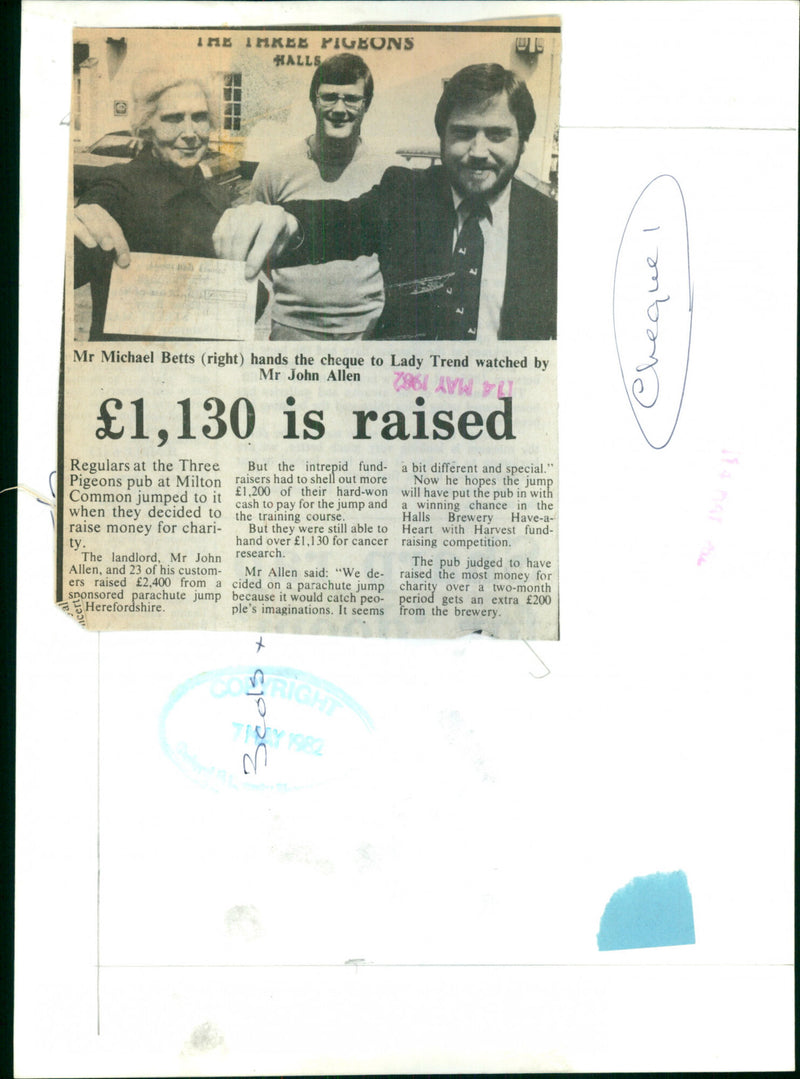 THE THREE PIGEONS
HALLS
Mr Michael Betts (right) hands the cheque to Lady Trend watched by
Mr John Allen
14 MAY 1982
£1,130 is raised
Regulars at the Three
Pigeons pub at Milton
Common jumped to it
when they decided to
raise money for chari-
ty.
The landlord, Mr John
Allen, and 23 of his custom-
ers raised £2,400 from a
sponsored parachute jump
Herefordshire.
But the intrepid fund-
raisers had to shell out more
£1,200 of their hard-won
cash to pay for the jump and
the training course.
But they were still able to
hand over £1,130 for cancer
research.
Mr Allen said: "We de-
cided on a parachute jump
because it would catch peo-
ple's imaginations. It seems
a bit different and special."
Now he hopes the jump
will have put the pub in with
a winning chance in the
Halls Brewery Have-a-
Heart with Harvest fund-
raising competition.
The pub judged to have
raised the most money for
charity over a two-month
period gets an extra £200
from the brewery.
Cheque 1
14 MAY
COPYRIGHT
7 MAY 1982
3cols x